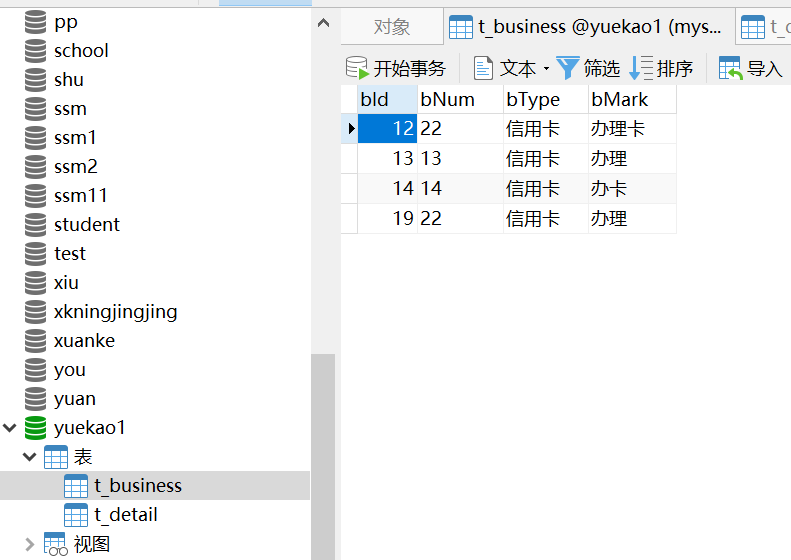 pp
school
shu
ssm
ssm1
ssm2
ssm11
student
test
xiu
xkningjingjing
xuanke
you
yuan
yuekao1
表
t_business
t_detail
视图
对象 t_business @yuekao1 (mys...
开始事务 文本 筛选 排序 导入
bId bNum bType bMark
12 22 信用卡 办理卡
13 13 信用卡 办理
14 14 信用卡 办卡
19 22 信用卡 办理